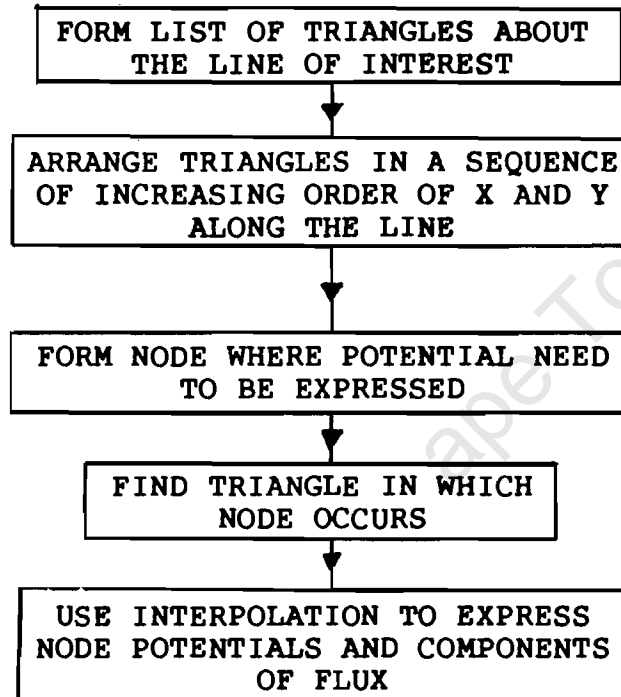 FORM LIST OF TRIANGLES ABOUT
THE LINE OF INTEREST
ARRANGE TRIANGLES IN A SEQUENCE
OF INCREASING ORDER OF X AND Y
ALONG THE LINE
FORM NODE WHERE POTENTIAL NEED
TO BE EXPRESSED
FIND TRIANGLE IN WHICH
NODE OCCURS
USE INTERPOLATION TO EXPRESS
NODE POTENTIALS AND COMPONENTS
OF FLUX